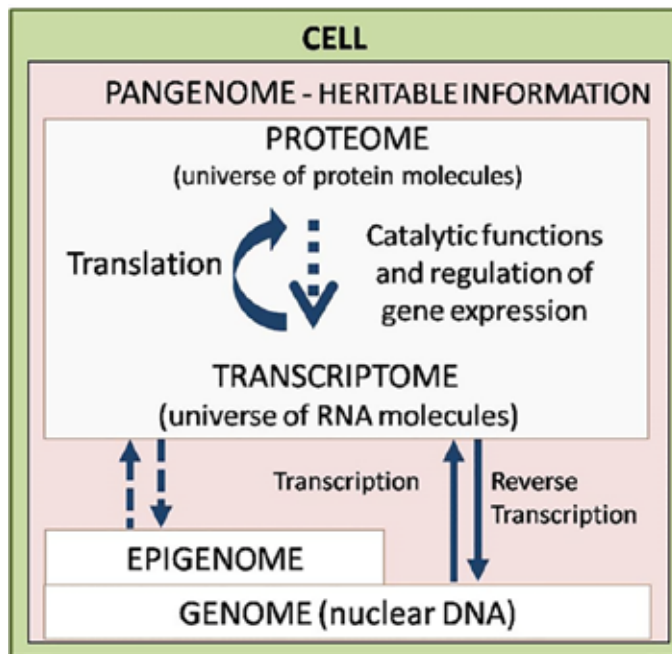 CELL
PANGENOME - HERITABLE INFORMATION
PROTEOME
(universe of protein molecules)
Translation
Catalytic functions
and regulation of
gene expression
TRANSCRIPTOME
(universe of RNA molecules)
Transcription
Reverse
Transcription
EPIGENOME
GENOME (nuclear DNA)